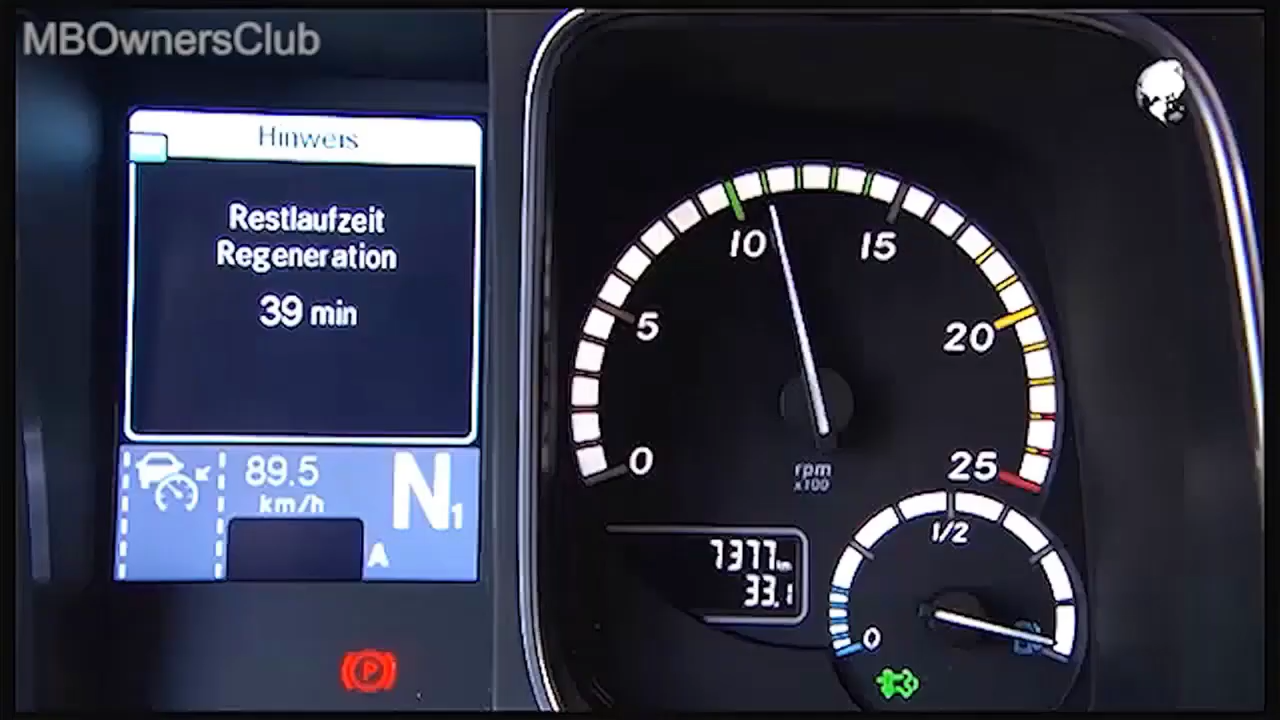 MBOwnersClub
Hinweis
Restlaufzeit
Regeneration
39 min
89.5
km/h
N1
A
0
5
10
15
20
25
rpm
x100
7377 km
33.1
0
1/2
P